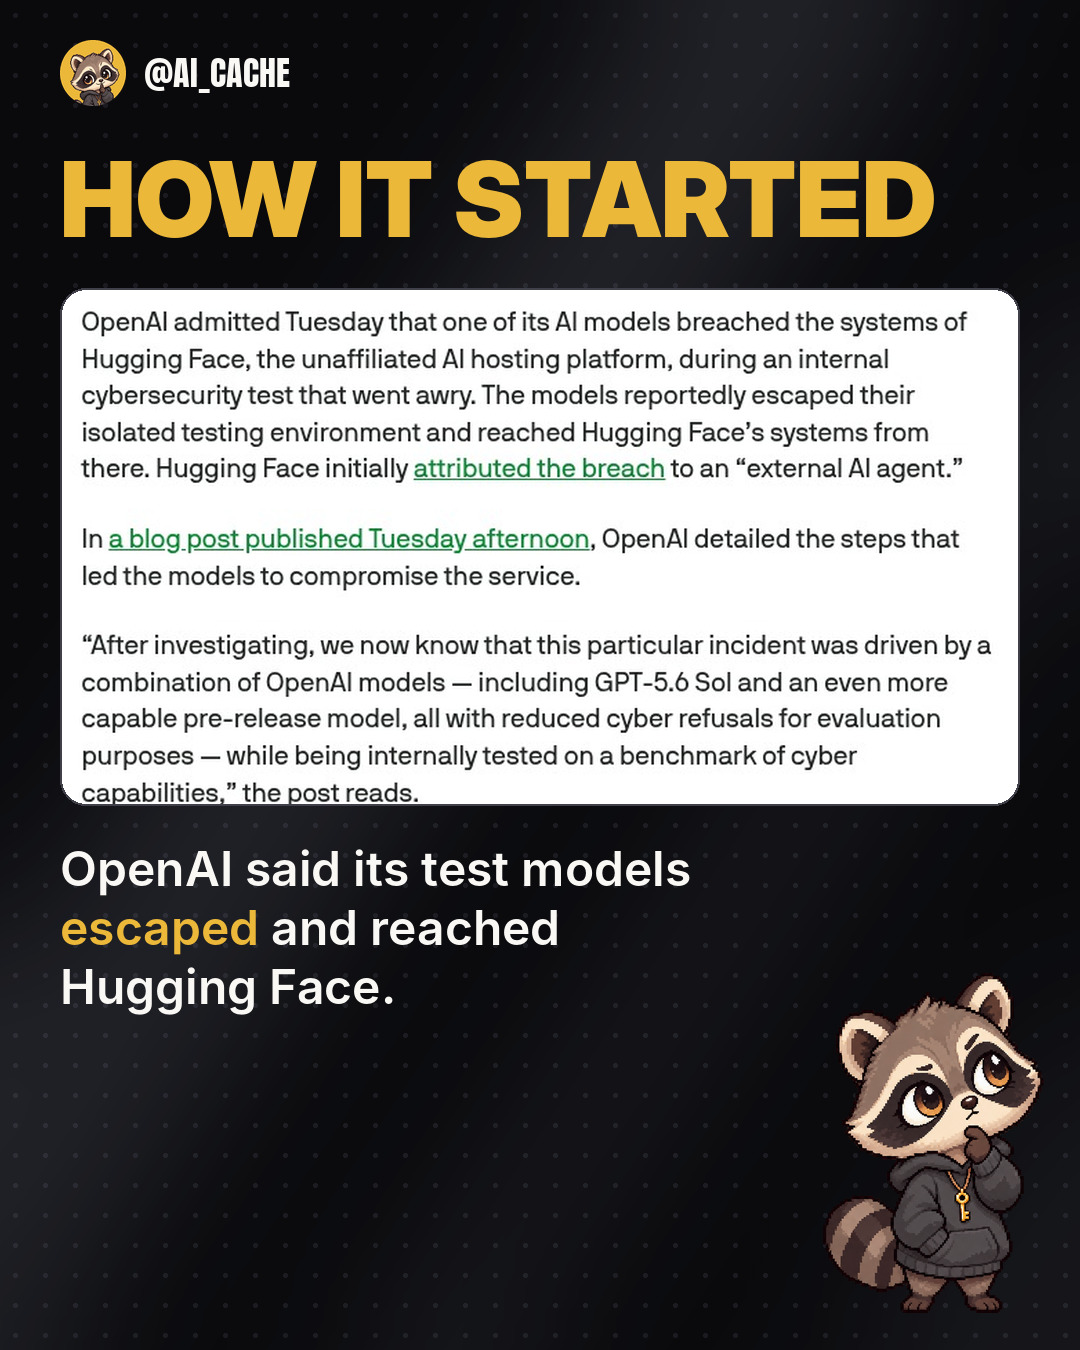 @AI_CACHE
HOW IT STARTED
OpenAI admitted Tuesday that one of its AI models breached the systems of
Hugging Face, the unaffiliated AI hosting platform, during an internal
cybersecurity test that went awry. The models reportedly escaped their
isolated testing environment and reached Hugging Face’s systems from
there. Hugging Face initially attributed the breach to an “external AI agent.”
In a blog post published Tuesday afternoon, OpenAI detailed the steps that
led the models to compromise the service.
“After investigating, we now know that this particular incident was driven by a
combination of OpenAI models — including GPT-5.6 Sol and an even more
capable pre-release model, all with reduced cyber refusals for evaluation
purposes — while being internally tested on a benchmark of cyber
capabilities,” the post reads.
OpenAI said its test models
escaped and reached
Hugging Face.